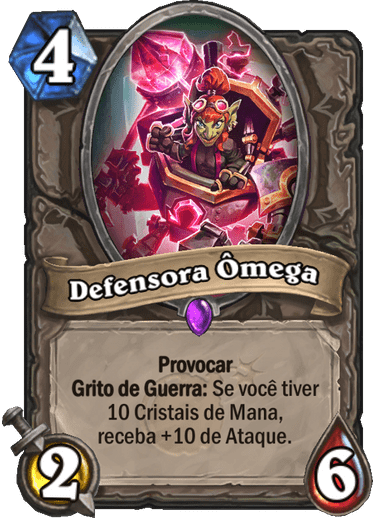 4
Defensora Ômega
Provocar
Grito de Guerra: Se você tiver
10 Cristais de Mana,
receba +10 de Ataque.
2
6